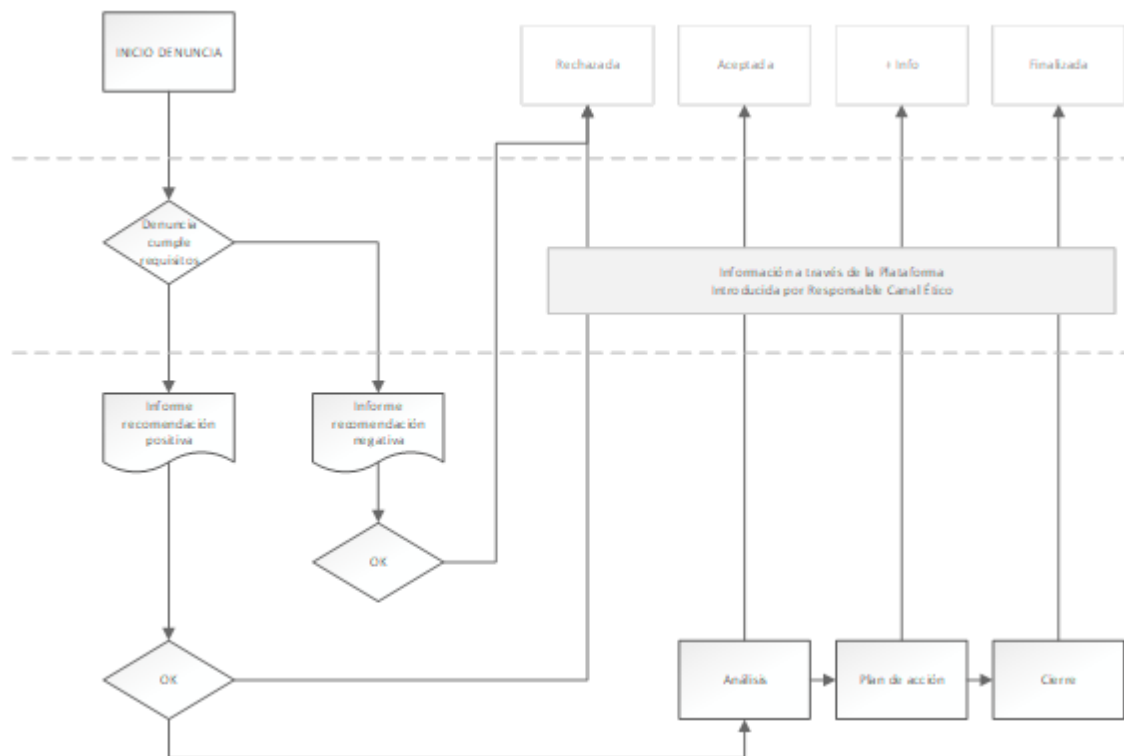 INICIO DENUNCIA
Rechazada
Aceptada
+ Info
Finalizada
Denuncia
cumple
requisitos
Información a través de la Plataforma
Introducida por Responsable Canal Ético
Informe
recomendación
positiva
Informe
recomendación
negativa
OK
OK
Análisis
Plan de acción
Cierre